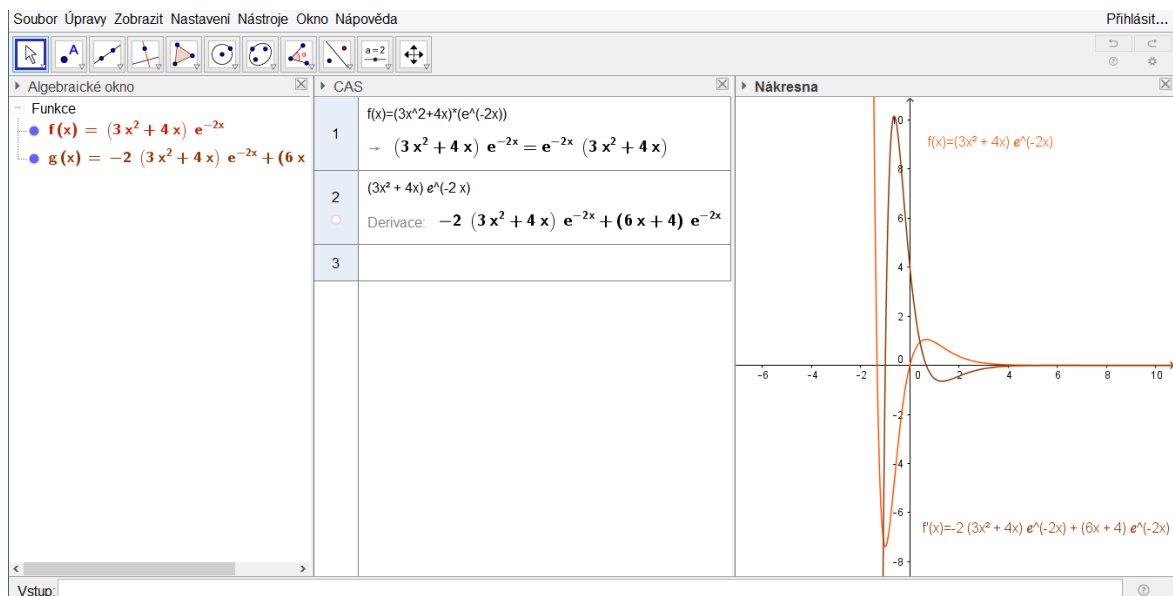 Soubor Úpravy Zobrazit Nastavení Nástroje Okno Nápověda Přihlásit...
A
α
a=2
Algebraické okno
Funkce
f(x) = (3x² + 4x) e^(-2x)
g(x) = -2 (3x² + 4x) e^(-2x) + (6x
CAS
1
f(x)=(3x^2+4x)*(e^(-2x))
→ (3x² + 4x) e^(-2x) = e^(-2x) (3x² + 4x)
2
(3x² + 4x) e^(-2 x)
Derivace: -2 (3x² + 4x) e^(-2x) + (6x + 4) e^(-2x)
3
Nákresna
f(x)=(3x² + 4x) e^(-2x)
10
8
6
4
2
0
-2
-4
-6
-8
-6 -4 -2 0 2 4 6 8 10
f'(x)=-2 (3x² + 4x) e^(-2x) + (6x + 4) e^(-2x)
Vstup: